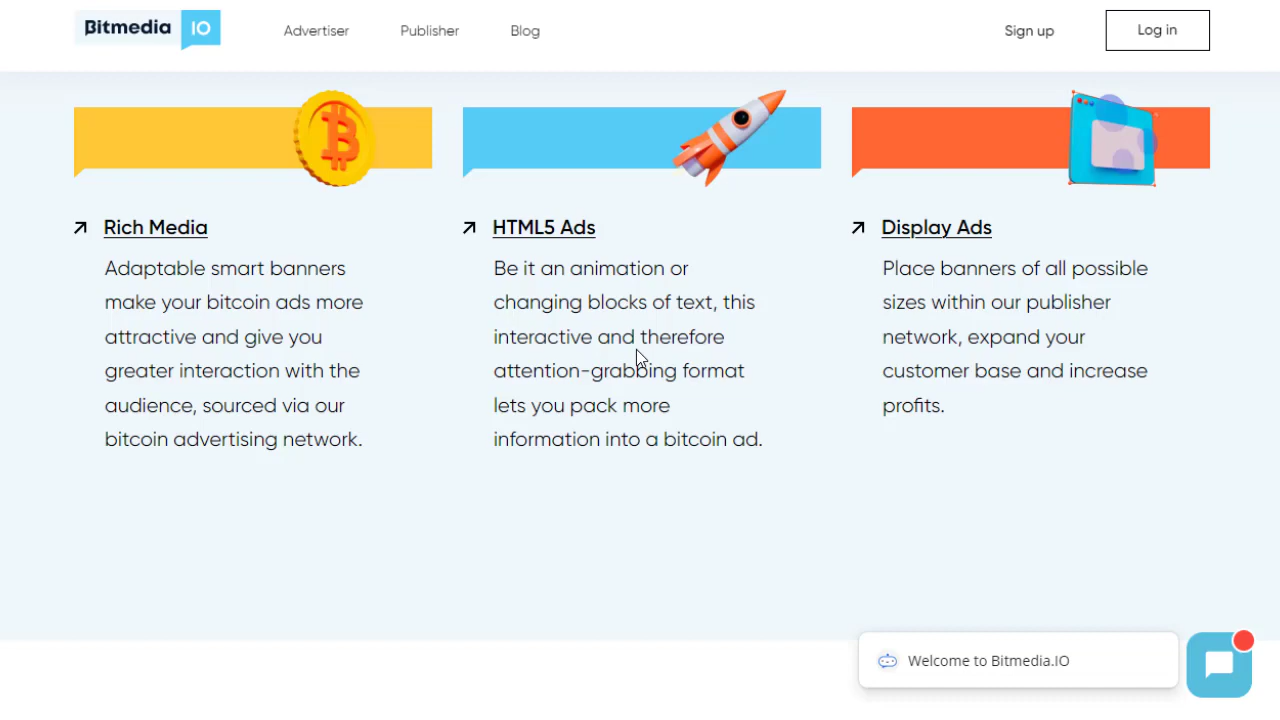 Bitmedia IO
Advertiser
Publisher
Blog
Sign up
Log in
Rich Media
Adaptable smart banners
make your bitcoin ads more
attractive and give you
greater interaction with the
audience, sourced via our
bitcoin advertising network.
HTML5 Ads
Be it an animation or
changing blocks of text, this
interactive and therefore
attention-grabbing format
lets you pack more
information into a bitcoin ad.
Display Ads
Place banners of all possible
sizes within our publisher
network, expand your
customer base and increase
profits.
Welcome to Bitmedia.IO